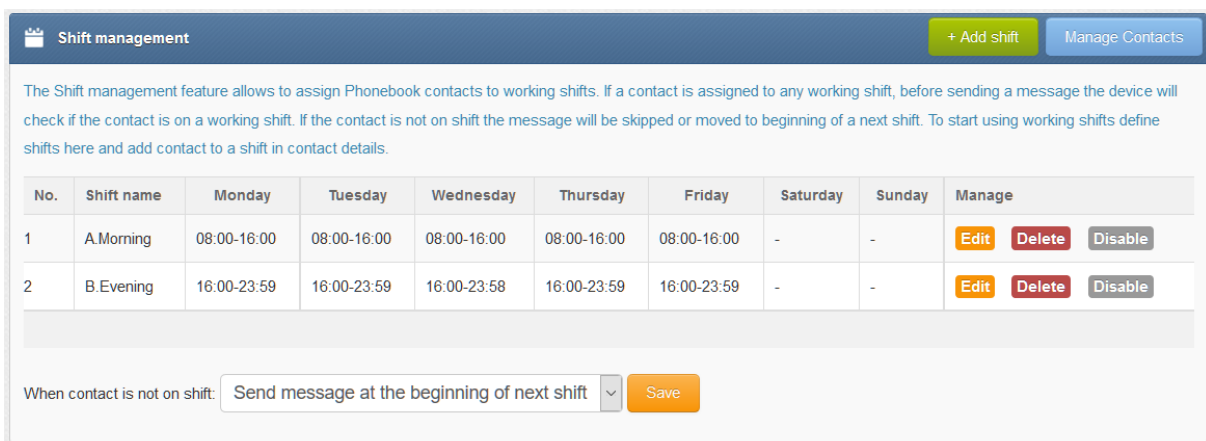 Shift management
+ Add shift
Manage Contacts
The Shift management feature allows to assign Phonebook contacts to working shifts. If a contact is assigned to any working shift, before sending a message the device will
check if the contact is on a working shift. If the contact is not on shift the message will be skipped or moved to beginning of a next shift. To start using working shifts define
shifts here and add contact to a shift in contact details.
No. Shift name Monday Tuesday Wednesday Thursday Friday Saturday Sunday Manage
1 A.Morning 08:00-16:00 08:00-16:00 08:00-16:00 08:00-16:00 08:00-16:00 - - Edit Delete Disable
2 B.Evening 16:00-23:59 16:00-23:59 16:00-23:58 16:00-23:59 16:00-23:59 - - Edit Delete Disable
When contact is not on shift: Send message at the beginning of next shift Save